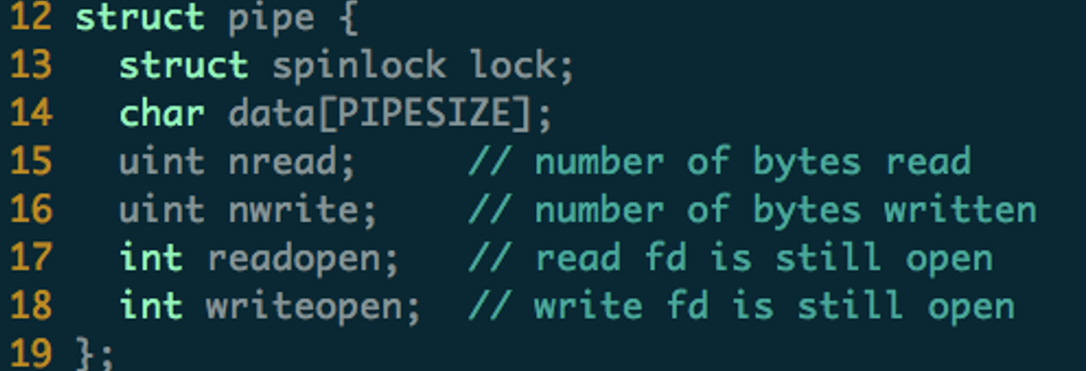 12 struct pipe {
13   struct spinlock lock;
14   char data[PIPESIZE];
15   uint nread;     // number of bytes read
16   uint nwrite;    // number of bytes written
17   int readopen;   // read fd is still open
18   int writeopen;  // write fd is still open
19 };